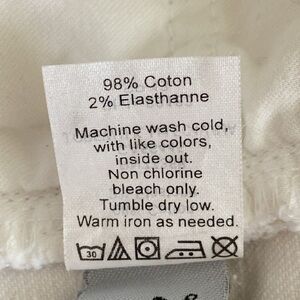 98% Coton
2% Elasthanne
Machine wash cold,
with like colors,
inside out.
Non chlorine
bleach only.
Tumble dry low.
Warm iron as needed.
30